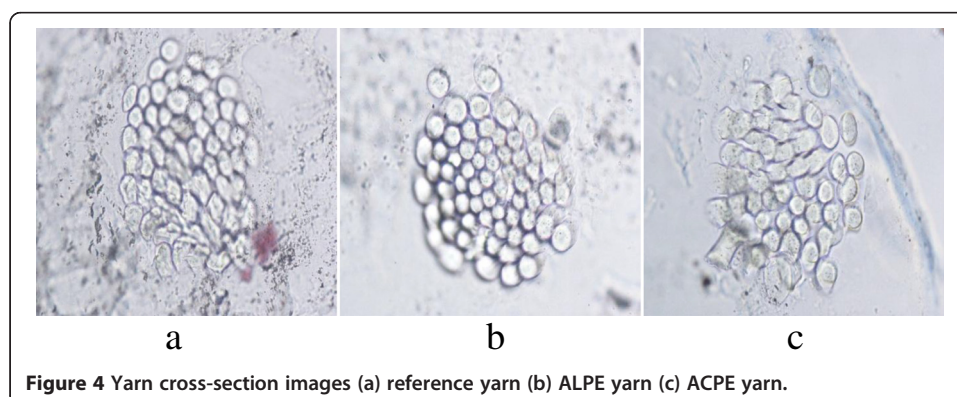 a
b
c
Figure 4 Yarn cross-section images (a) reference yarn (b) ALPE yarn (c) ACPE yarn.